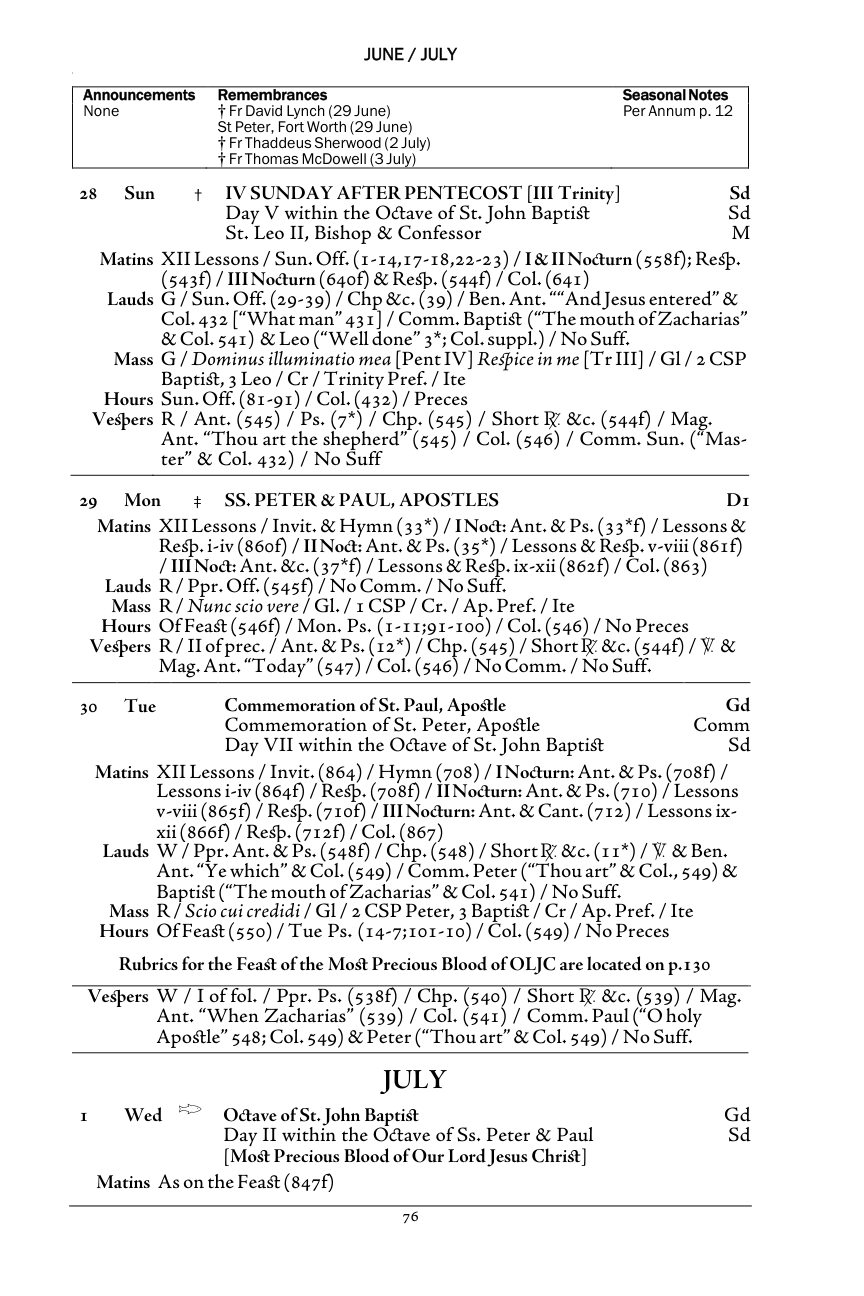 JUNE / JULY
Announcements Remembrances Seasonal Notes
None † Fr David Lynch (29 June) Per Annum p. 12
St Peter, Fort Worth (29 June)
† Fr Thaddeus Sherwood (2 July)
† Fr Thomas McDowell (3 July)
28 Sun † IV SUNDAY AFTER PENTECOST [III Trinity] Sd
Day V within the Octave of St. John Baptist Sd
St. Leo II, Bishop & Confessor M
Matins XII Lessons / Sun. Off. (1-14,17-18,22-23) / I & II Nocturn (558f); Resp.
(543f) / III Nocturn (640f) & Resp. (544f) / Col. (641)
Lauds G / Sun. Off. (29-39) / Chp &c. (39) / Ben. Ant. ““And Jesus entered” &
Col. 432 [“What man” 431] / Comm. Baptist (“The mouth of Zacharias”
& Col. 541) & Leo (“Well done” 3*; Col. suppl.) / No Suff.
Mass G / Dominus illuminatio mea [Pent IV] Respice in me [Tr III] / Gl / 2 CSP
Baptist, 3 Leo / Cr / Trinity Pref. / Ite
Hours Sun. Off. (81-91) / Col. (432) / Preces
Vespers R / Ant. (545) / Ps. (7*) / Chp. (545) / Short ℟. &c. (544f) / Mag.
Ant. “Thou art the shepherd” (545) / Col. (546) / Comm. Sun. (“Mas-
ter” & Col. 432) / No Suff
29 Mon ‡ SS. PETER & PAUL, APOSTLES D1
Matins XII Lessons / Invit. & Hymn (33*) / I Noct: Ant. & Ps. (33*f) / Lessons &
Resp. i-iv (860f) / II Noct: Ant. & Ps. (35*) / Lessons & Resp. v-viii (861f)
/ III Noct: Ant. &c. (37*f) / Lessons & Resp. ix-xii (862f) / Col. (863)
Lauds R / Ppr. Off. (545f) / No Comm. / No Suff.
Mass R / Nunc scio vere / Gl. / 1 CSP / Cr. / Ap. Pref. / Ite
Hours Of Feast (546f) / Mon. Ps. (1-11;91-100) / Col. (546) / No Preces
Vespers R / II of prec. / Ant. & Ps. (12*) / Chp. (545) / Short ℟. &c. (544f) / ℣. &
Mag. Ant. “Today” (547) / Col. (546) / No Comm. / No Suff.
30 Tue Commemoration of St. Paul, Apostle Gd
Commemoration of St. Peter, Apostle Comm
Day VII within the Octave of St. John Baptist Sd
Matins XII Lessons / Invit. (864) / Hymn (708) / I Nocturn: Ant. & Ps. (708f) /
Lessons i-iv (864f) / Resp. (708f) / II Nocturn: Ant. & Ps. (710) / Lessons
v-viii (865f) / Resp. (710f) / III Nocturn: Ant. & Cant. (712) / Lessons ix-
xii (866f) / Resp. (712f) / Col. (867)
Lauds W / Ppr. Ant. & Ps. (548f) / Chp. (548) / Short ℟. &c. (11*) / ℣. & Ben.
Ant. “Ye which” & Col. (549) / Comm. Peter (“Thou art” & Col., 549) &
Baptist (“The mouth of Zacharias” & Col. 541) / No Suff.
Mass R / Scio cui credidi / Gl / 2 CSP Peter, 3 Baptist / Cr / Ap. Pref. / Ite
Hours Of Feast (550) / Tue Ps. (14-7;101-10) / Col. (549) / No Preces
Rubrics for the Feast of the Most Precious Blood of OLJC are located on p.130
Vespers W / I of fol. / Ppr. Ps. (538f) / Chp. (540) / Short ℟. &c. (539) / Mag.
Ant. “When Zacharias” (539) / Col. (541) / Comm. Paul (“O holy
Apostle” 548; Col. 549) & Peter (“Thou art” & Col. 549) / No Suff.
JULY
1 Wed Octave of St. John Baptist Gd
Day II within the Octave of Ss. Peter & Paul Sd
[Most Precious Blood of Our Lord Jesus Christ]
Matins As on the Feast (847f)
76